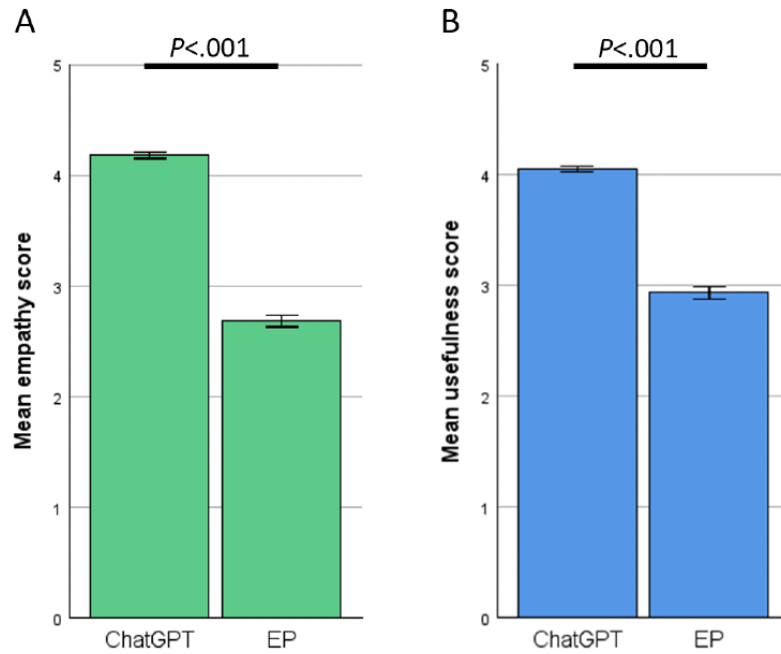 A
P<.001
Mean empathy score
5
4
3
2
1
0
ChatGPT
EP
B
P<.001
Mean usefulness score
5
4
3
2
1
0
ChatGPT
EP